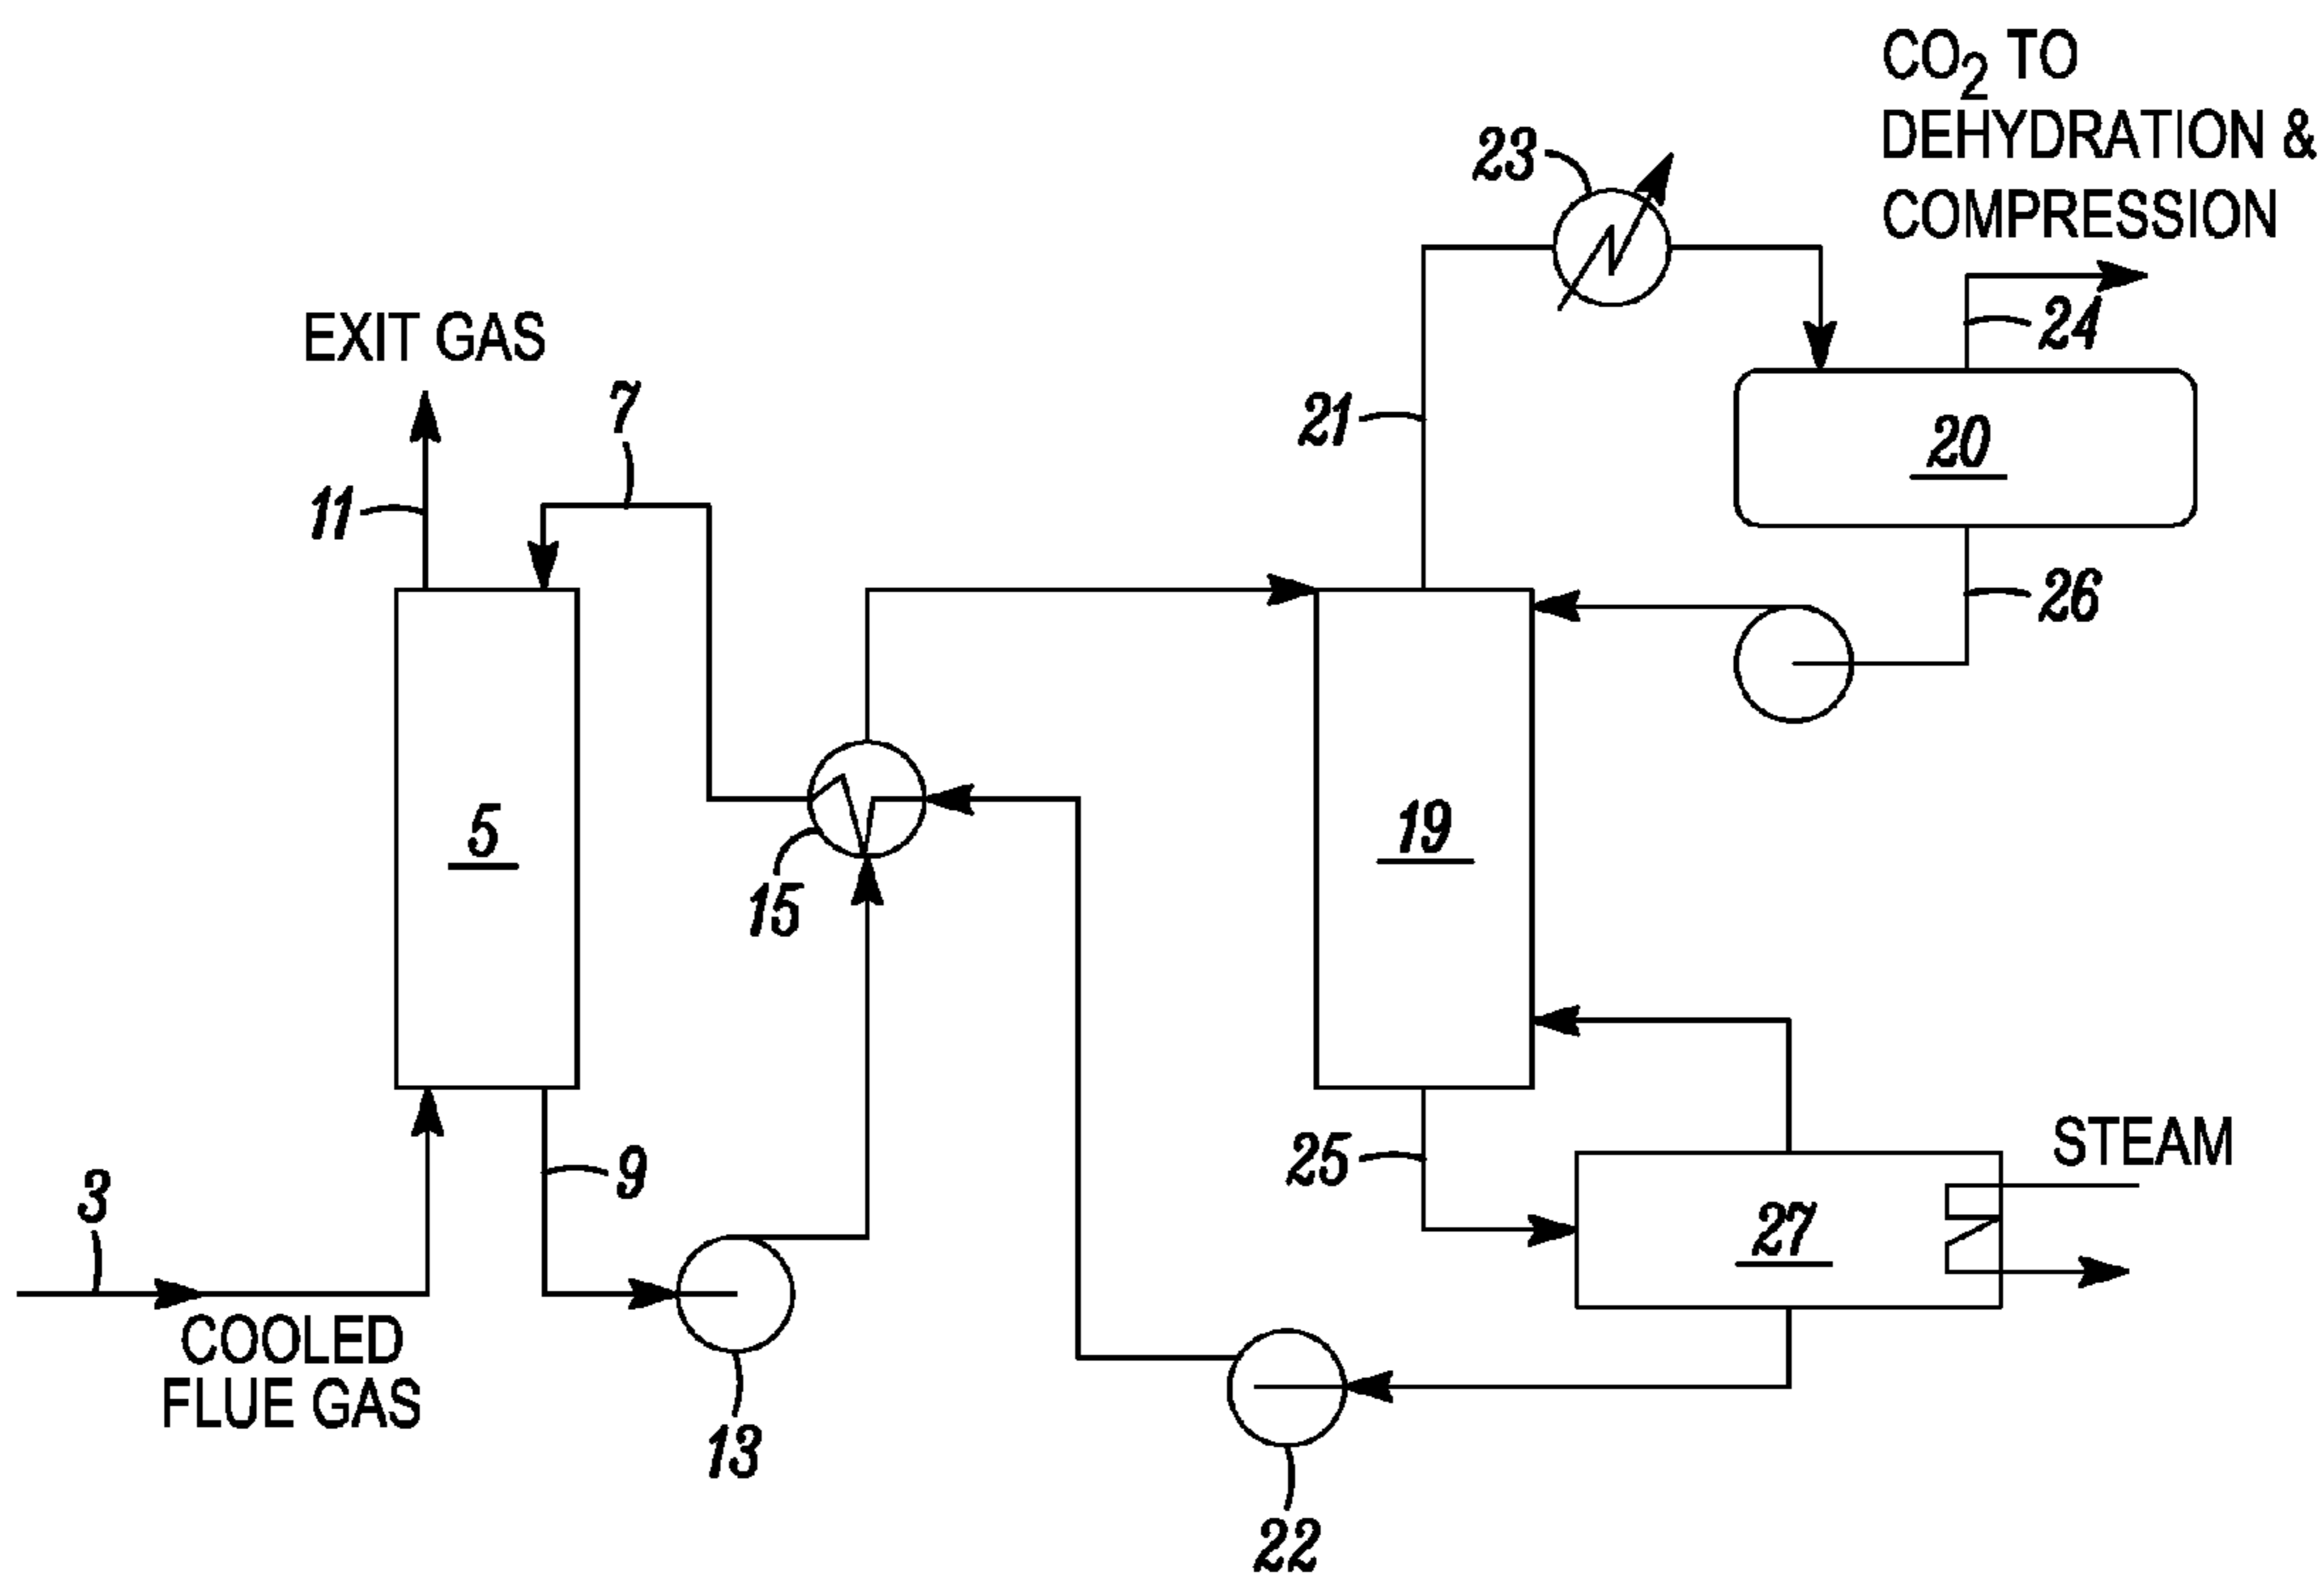 CO₂ TO
DEHYDRATION &
COMPRESSION
23
24
EXIT GAS
7
21
20
11
26
5
19
15
STEAM
25
9
3
27
COOLED
FLUE GAS
13
22